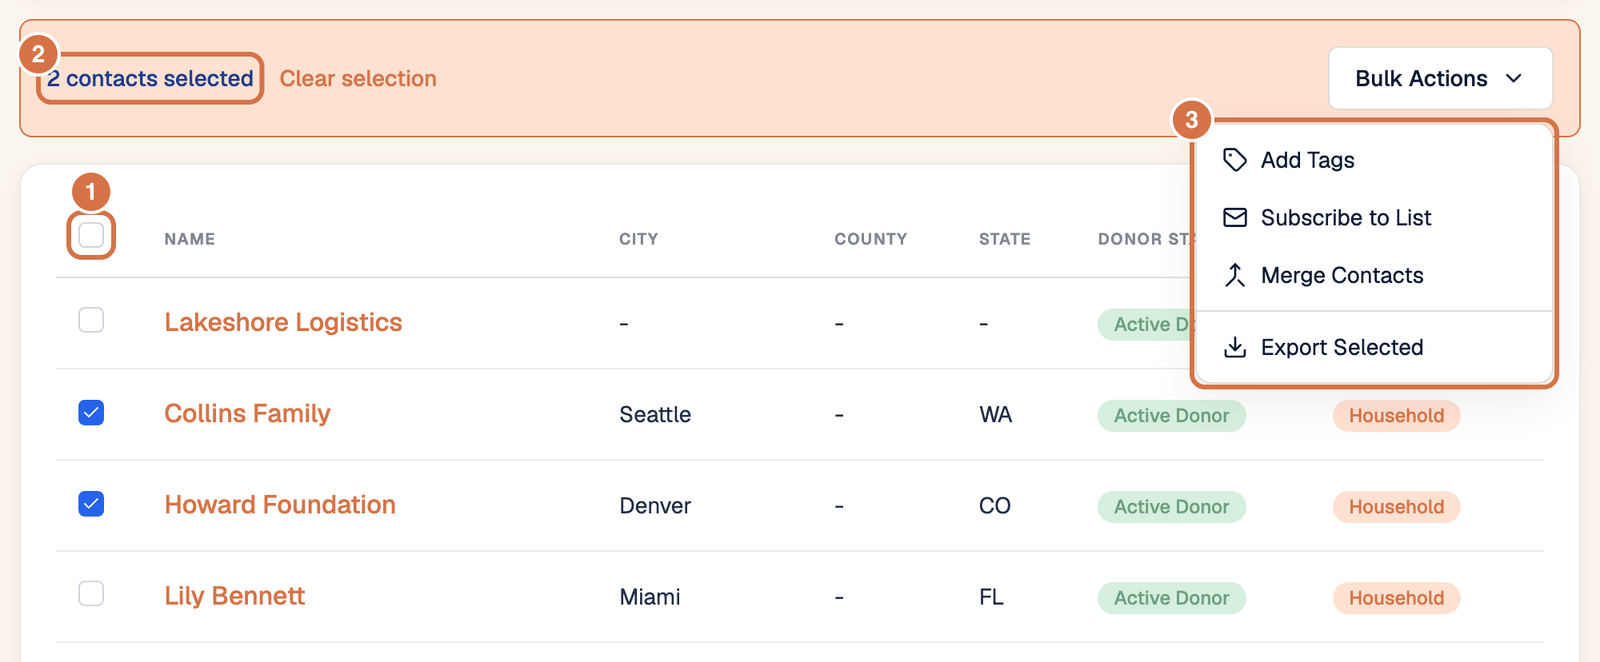 2
2 contacts selected Clear selection Bulk Actions
3
Add Tags
Subscribe to List
Merge Contacts
Export Selected
1
NAME CITY COUNTY STATE DONOR
Lakeshore Logistics - - - Active
Collins Family Seattle - WA Active Donor Household
Howard Foundation Denver - CO Active Donor Household
Lily Bennett Miami - FL Active Donor Household